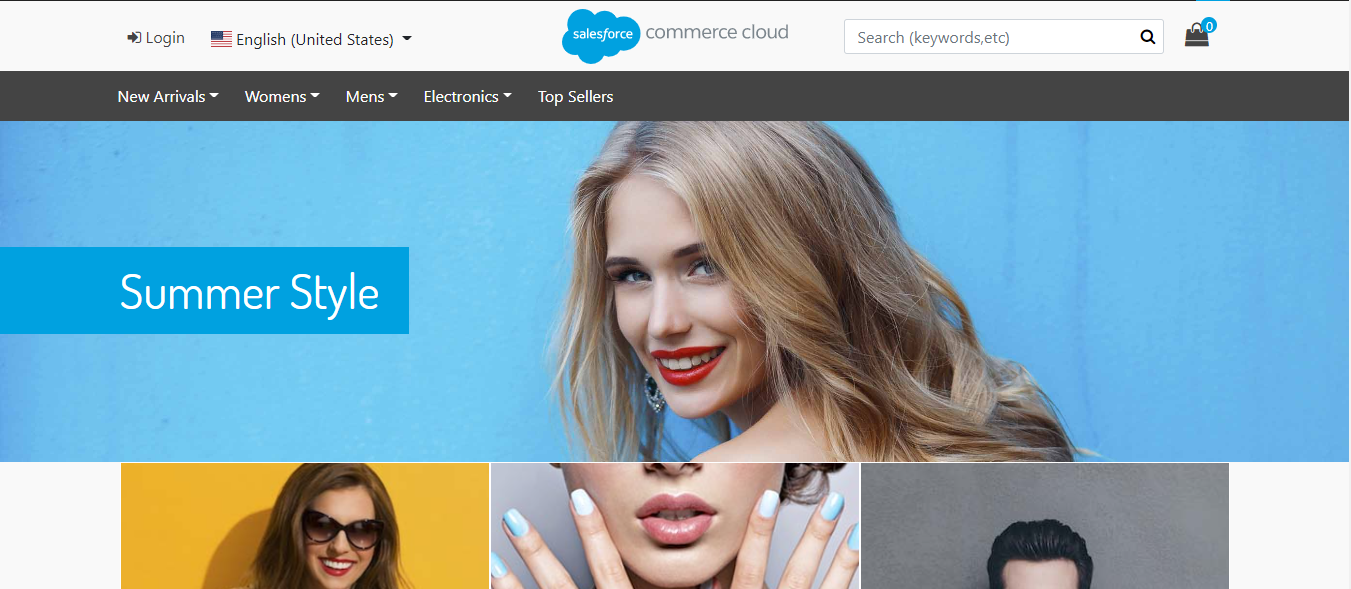 Login
English (United States)
salesforce commerce cloud
Search (keywords,etc)
0
New Arrivals
Womens
Mens
Electronics
Top Sellers
Summer Style